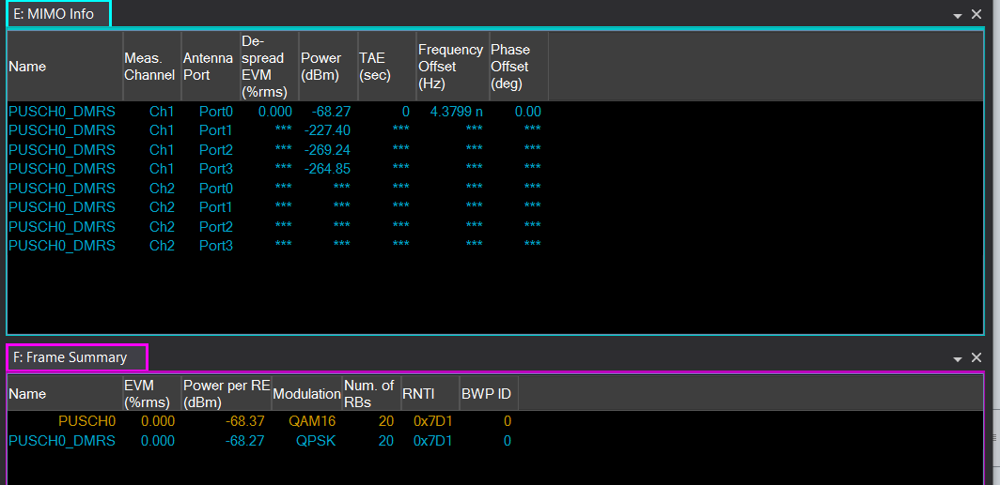 E: MIMO Info
Name Meas. Channel Antenna Port De-spread EVM (%rms) Power (dBm) TAE (sec) Frequency Offset (Hz) Phase Offset (deg)
PUSCH0_DMRS Ch1 Port0 0.000 -68.27 0 4.3799 n 0.00
PUSCH0_DMRS Ch1 Port1 *** -227.40 *** *** ***
PUSCH0_DMRS Ch1 Port2 *** -269.24 *** *** ***
PUSCH0_DMRS Ch1 Port3 *** -264.85 *** *** ***
PUSCH0_DMRS Ch2 Port0 *** *** *** *** ***
PUSCH0_DMRS Ch2 Port1 *** *** *** *** ***
PUSCH0_DMRS Ch2 Port2 *** *** *** *** ***
PUSCH0_DMRS Ch2 Port3 *** *** *** *** ***
F: Frame Summary
Name EVM (%rms) Power per RE (dBm) Modulation Num. of RBs RNTI BWP ID
PUSCH0 0.000 -68.37 QAM16 20 0x7D1 0
PUSCH0_DMRS 0.000 -68.27 QPSK 20 0x7D1 0